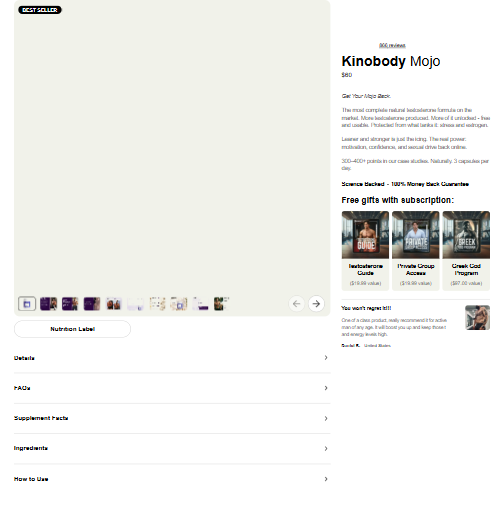 BEST SELLER
866 reviews
Kinobody Mojo
$60
Get Your Mojo Back.
The most complete natural testosterone formula on the
market. More testosterone produced. More of it unlocked - free
and usable. Protected from what tanks it: stress and estrogen.
Leaner and stronger is just the icing. The real power:
motivation, confidence, and sexual drive back online.
300–400+ points in our case studies. Naturally. 3 capsules per
day.
Science Backed - 100% Money Back Guarantee
Free gifts with subscription:
GUIDE
PRIVATE
GREEK
Testosterone
Guide
($19.99 value)
Private Group
Access
($19.99 value)
Greek God
Program
($97.00 value)
Nutrition Label
You won't regret it!!!
One of a class product really recommend it for active
man of any age. It will boost you up and keep those t
and energy levels high.
United States
Details
FAQs
Supplement Facts
Ingredients
How to Use